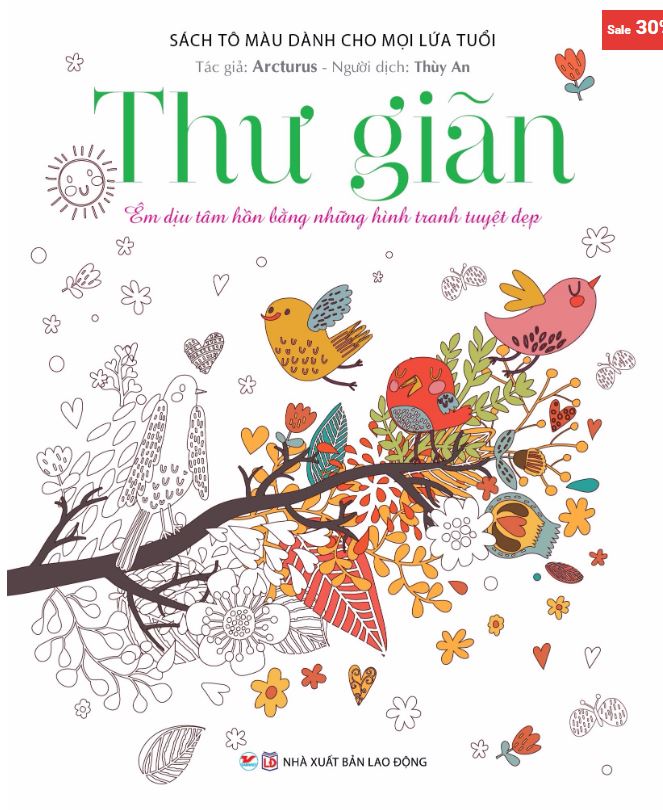 Sale 30%
SÁCH TÔ MÀU DÀNH CHO MỌI LỨA TUỔI
Tác giả: Arcturus - Người dịch: Thùy An
Thư giãn
Êm dịu tâm hồn bằng những hình tranh tuyệt đẹp
LĐ NHÀ XUẤT BẢN LAO ĐỘNG